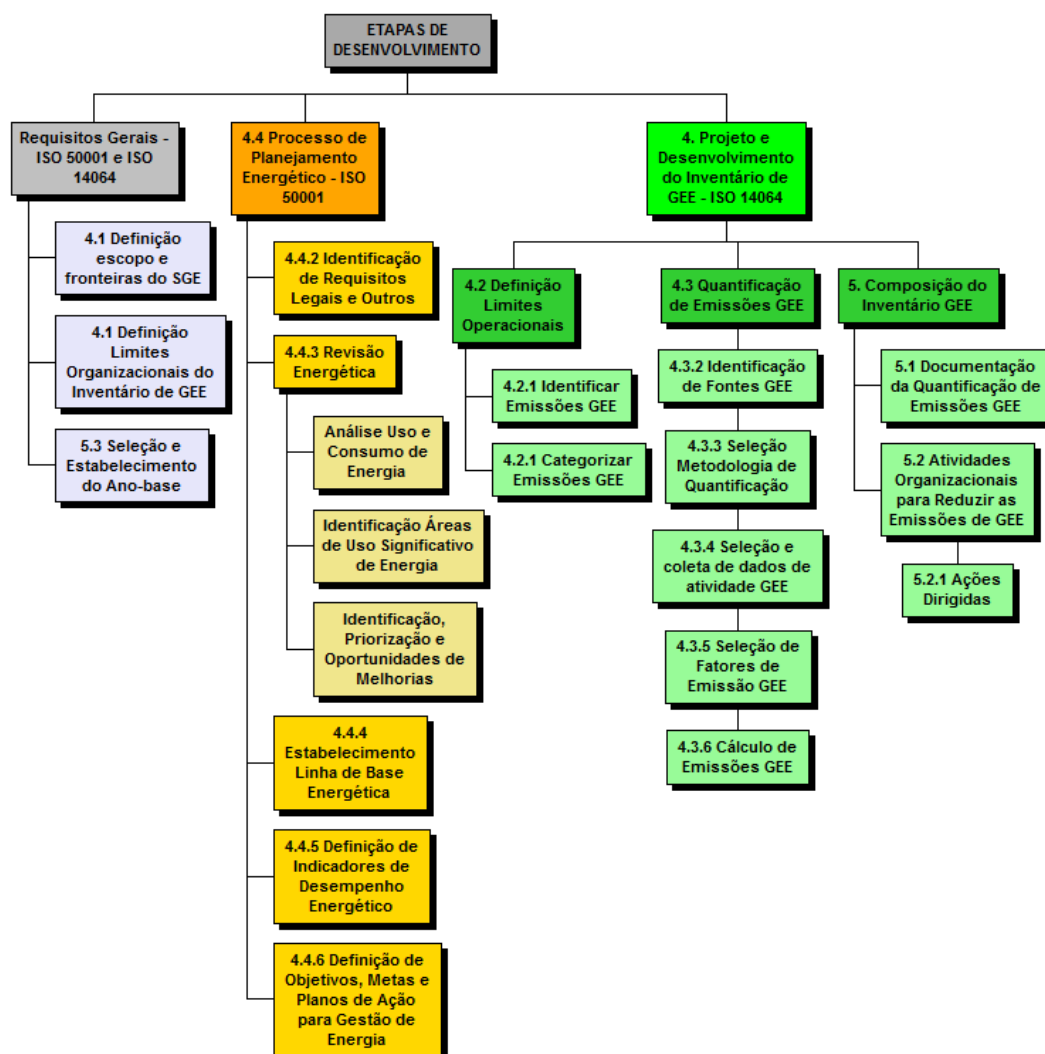 ETAPAS DE
DESENVOLVIMENTO
Requisitos Gerais -
ISO 50001 e ISO
14064
4.1 Definição
escopo e
fronteiras do SGE
4.1 Definição
Limites
Organizacionais do
Inventário de GEE
5.3 Seleção e
Estabelecimento
do Ano-base
4.4 Processo de
Planejamento
Energético - ISO
50001
4.4.2 Identificação
de Requisitos
Legais e Outros
4.4.3 Revisão
Energética
Análise Uso e
Consumo de
Energia
Identificação Áreas
de Uso Significativo
de Energia
Identificação,
Priorização e
Oportunidades de
Melhorias
4.4.4
Estabelecimento
Linha de Base
Energética
4.4.5 Definição de
Indicadores de
Desempenho
Energético
4.4.6 Definição de
Objetivos, Metas e
Planos de Ação
para Gestão de
Energia
4. Projeto e
Desenvolvimento
do Inventário de
GEE - ISO 14064
4.2 Definição
Limites
Operacionais
4.2.1 Identificar
Emissões GEE
4.2.1 Categorizar
Emissões GEE
4.3 Quantificação
de Emissões GEE
4.3.2 Identificação
de Fontes GEE
4.3.3 Seleção
Metodologia de
Quantificação
4.3.4 Seleção e
coleta de dados de
atividade GEE
4.3.5 Seleção de
Fatores de
Emissão GEE
4.3.6 Cálculo de
Emissões GEE
5. Composição do
Inventário GEE
5.1 Documentação
da Quantificação de
Emissões GEE
5.2 Atividades
Organizacionais
para Reduzir as
Emissões de GEE
5.2.1 Ações
Dirigidas